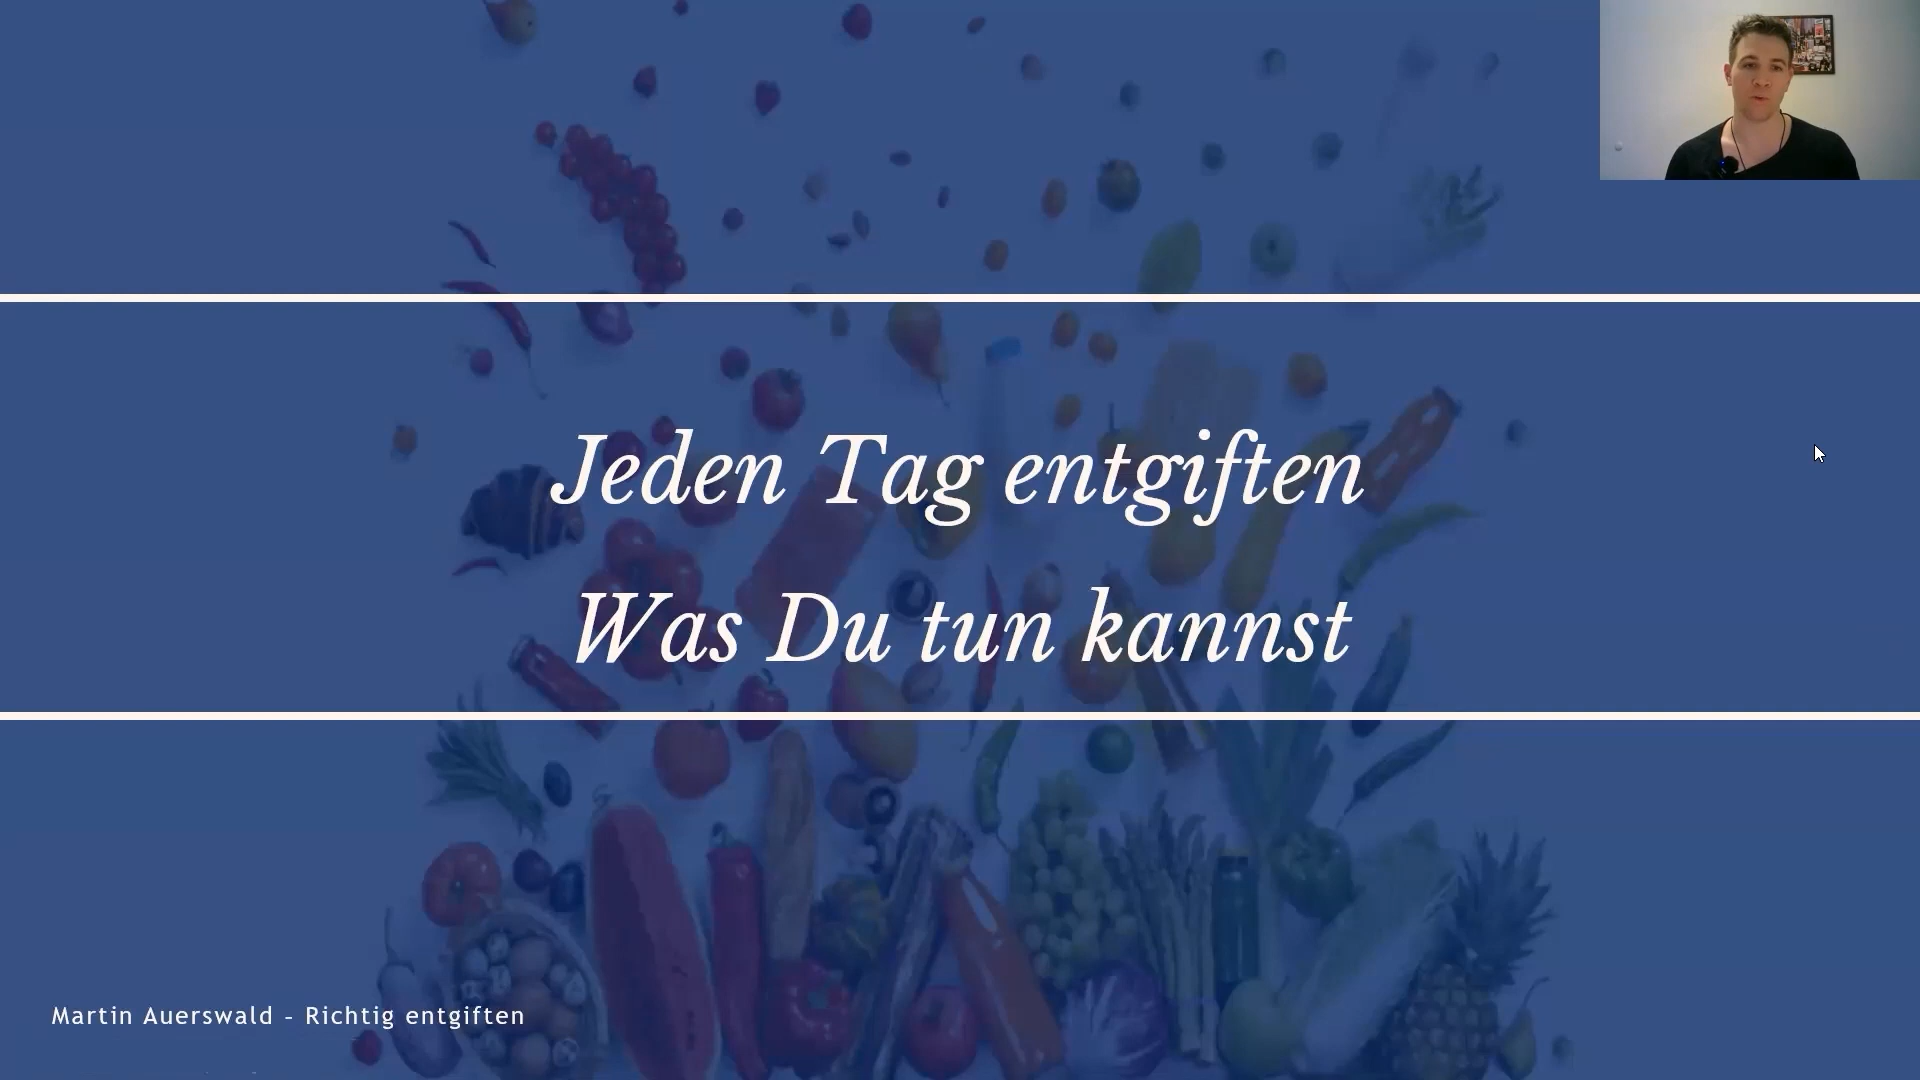 Jeden Tag entgiften
Was Du tun kannst
Martin Auerswald - Richtig entgiften